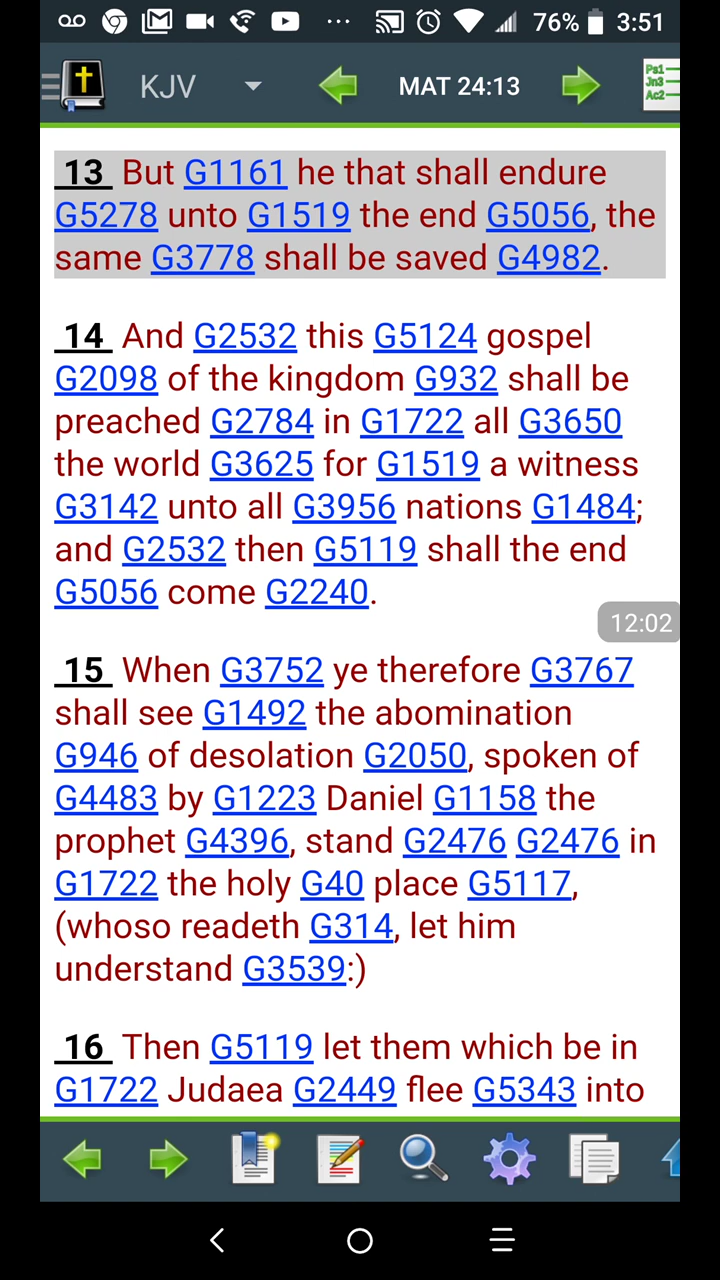 76% 3:51
KJV MAT 24:13 Ps1 Jn3 Ac2
13 But G1161 he that shall endure
G5278 unto G1519 the end G5056, the
same G3778 shall be saved G4982.
14 And G2532 this G5124 gospel
G2098 of the kingdom G932 shall be
preached G2784 in G1722 all G3650
the world G3625 for G1519 a witness
G3142 unto all G3956 nations G1484;
and G2532 then G5119 shall the end
G5056 come G2240.
12:02
15 When G3752 ye therefore G3767
shall see G1492 the abomination
G946 of desolation G2050, spoken of
G4483 by G1223 Daniel G1158 the
prophet G4396, stand G2476 G2476 in
G1722 the holy G40 place G5117,
(whoso readeth G314, let him
understand G3539:)
16 Then G5119 let them which be in
G1722 Judaea G2449 flee G5343 into